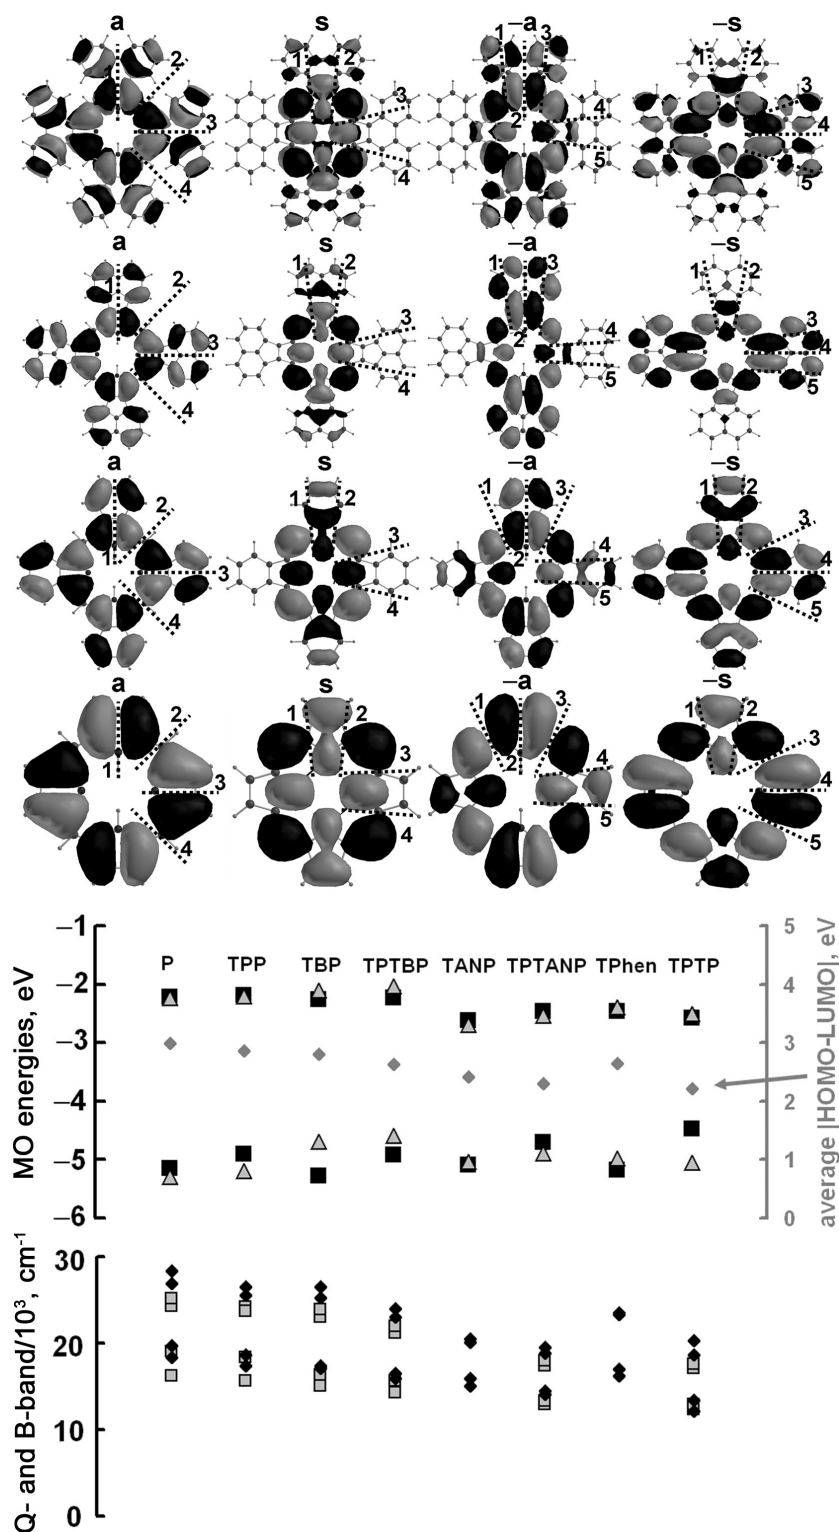 a s –a –s
1 2 3 4
1 2 3 4
1 3 2 4 5
1 2 3 4 5
a s –a –s
1 2 3 4
1 2 3 4
1 3 2 4 5
1 2 3 4 5
a s –a –s
1 2 3 4
1 2 3 4
1 3 2 4 5
1 2 3 4 5
a s –a –s
1 2 3 4
1 2 3 4
1 3 2 4 5
1 2 3 4 5
MO energies, eV
–1
–2
–3
–4
–5
–6
P TPP TBP TPTBP TANP TPTANP TPhen TPTP
5
4
3
2
1
0
average |HOMO-LUMO|, eV
Q- and B-band/10³, cm⁻¹
30
20
10
0